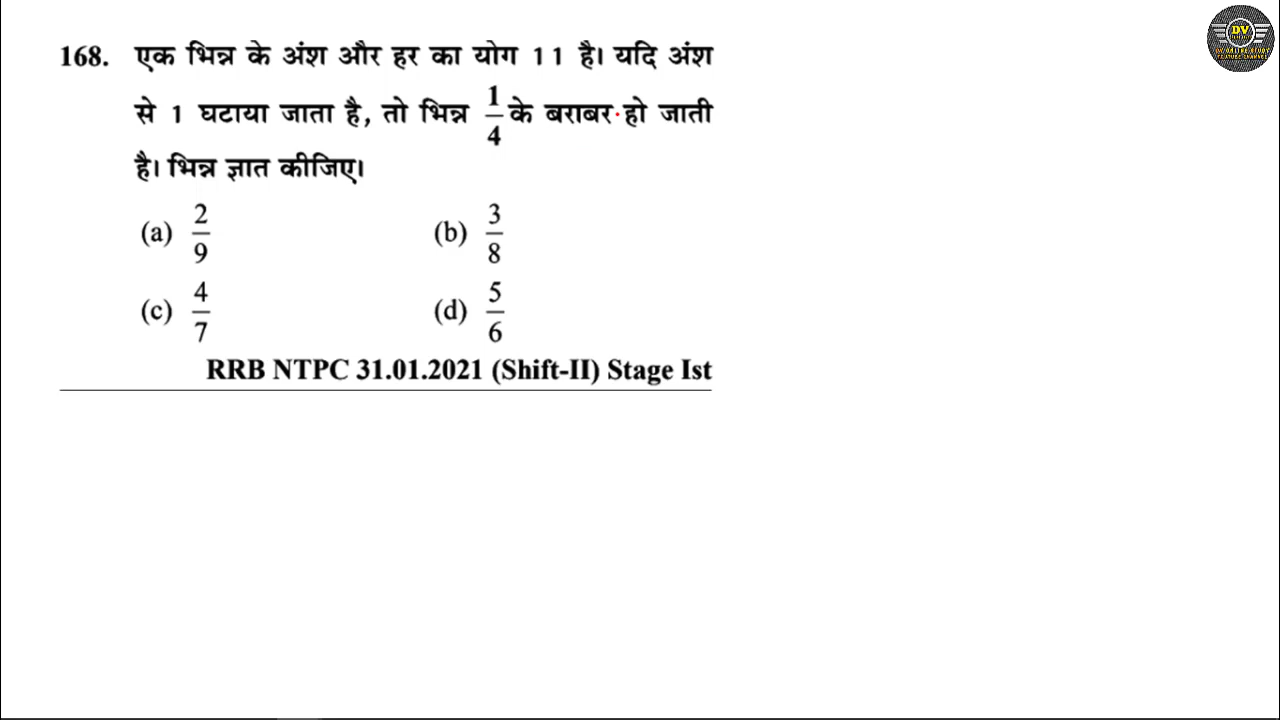 168. एक भिन्न के अंश और हर का योग 11 है। यदि अंश
से 1 घटाया जाता है, तो भिन्न 1/4 के बराबर हो जाती
है। भिन्न ज्ञात कीजिए।
(a) 2/9 (b) 3/8
(c) 4/7 (d) 5/6
RRB NTPC 31.01.2021 (Shift-II) Stage Ist
DV